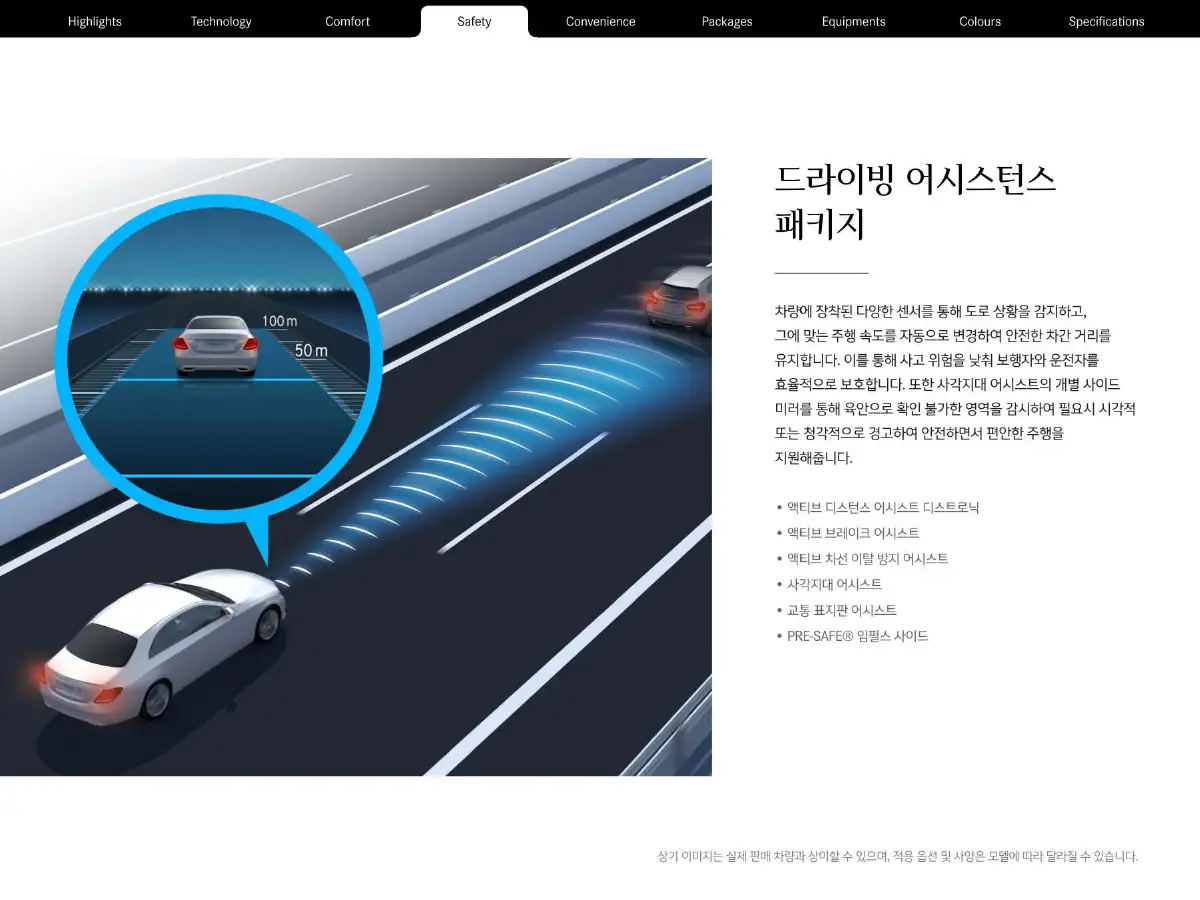 Highlights
Technology
Comfort
Safety
Convenience
Packages
Equipments
Colours
Specifications
드라이빙 어시스턴스
패키지
차량에 장착된 다양한 센서를 통해 도로 상황을 감지하고,
그에 맞는 주행 속도를 자동으로 변경하여 안전한 차간 거리를
유지합니다. 이를 통해 사고 위험을 낮춰 보행자와 운전자를
효율적으로 보호합니다. 또한 사각지대 어시스트의 개별 사이드
미러를 통해 육안으로 확인 불가한 영역을 감시하여 필요시 시각적
또는 청각적으로 경고하여 안전하면서 편안한 주행을
지원해줍니다.
• 액티브 디스턴스 어시스트 디스트로닉
• 액티브 브레이크 어시스트
• 액티브 차선 이탈 방지 어시스트
• 사각지대 어시스트
• 교통 표지판 어시스트
• PRE-SAFE® 임펄스 사이드
100 m
50 m
상기 이미지는 실제 판매 차량과 상이할 수 있으며, 적용 옵션 및 사양은 모델에 따라 달라질 수 있습니다.